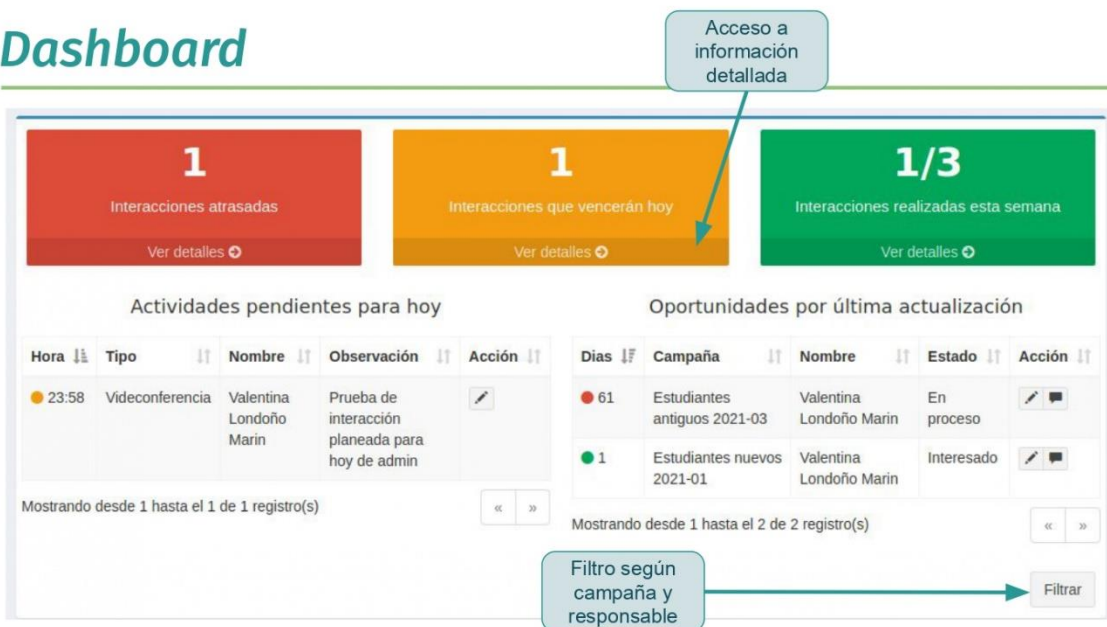 Dashboard
Acceso a
información
detallada
1
Interacciones atrasadas
Ver detalles
1
Interacciones que vencerán hoy
Ver detalles
1/3
Interacciones realizadas esta semana
Ver detalles
Actividades pendientes para hoy
Hora Tipo Nombre Observación Acción
23:58 Videconferencia Valentina Prueba de
Londoño interacción
Marin planeada para
hoy de admin
Mostrando desde 1 hasta el 1 de 1 registro(s)
« »
Oportunidades por última actualización
Dias Campaña Nombre Estado Acción
61 Estudiantes Valentina En
antiguos 2021-03 Londoño Marin proceso
1 Estudiantes nuevos Valentina Interesado
2021-01 Londoño Marin
Mostrando desde 1 hasta el 2 de 2 registro(s)
« »
Filtro según
campaña y
responsable
Filtrar